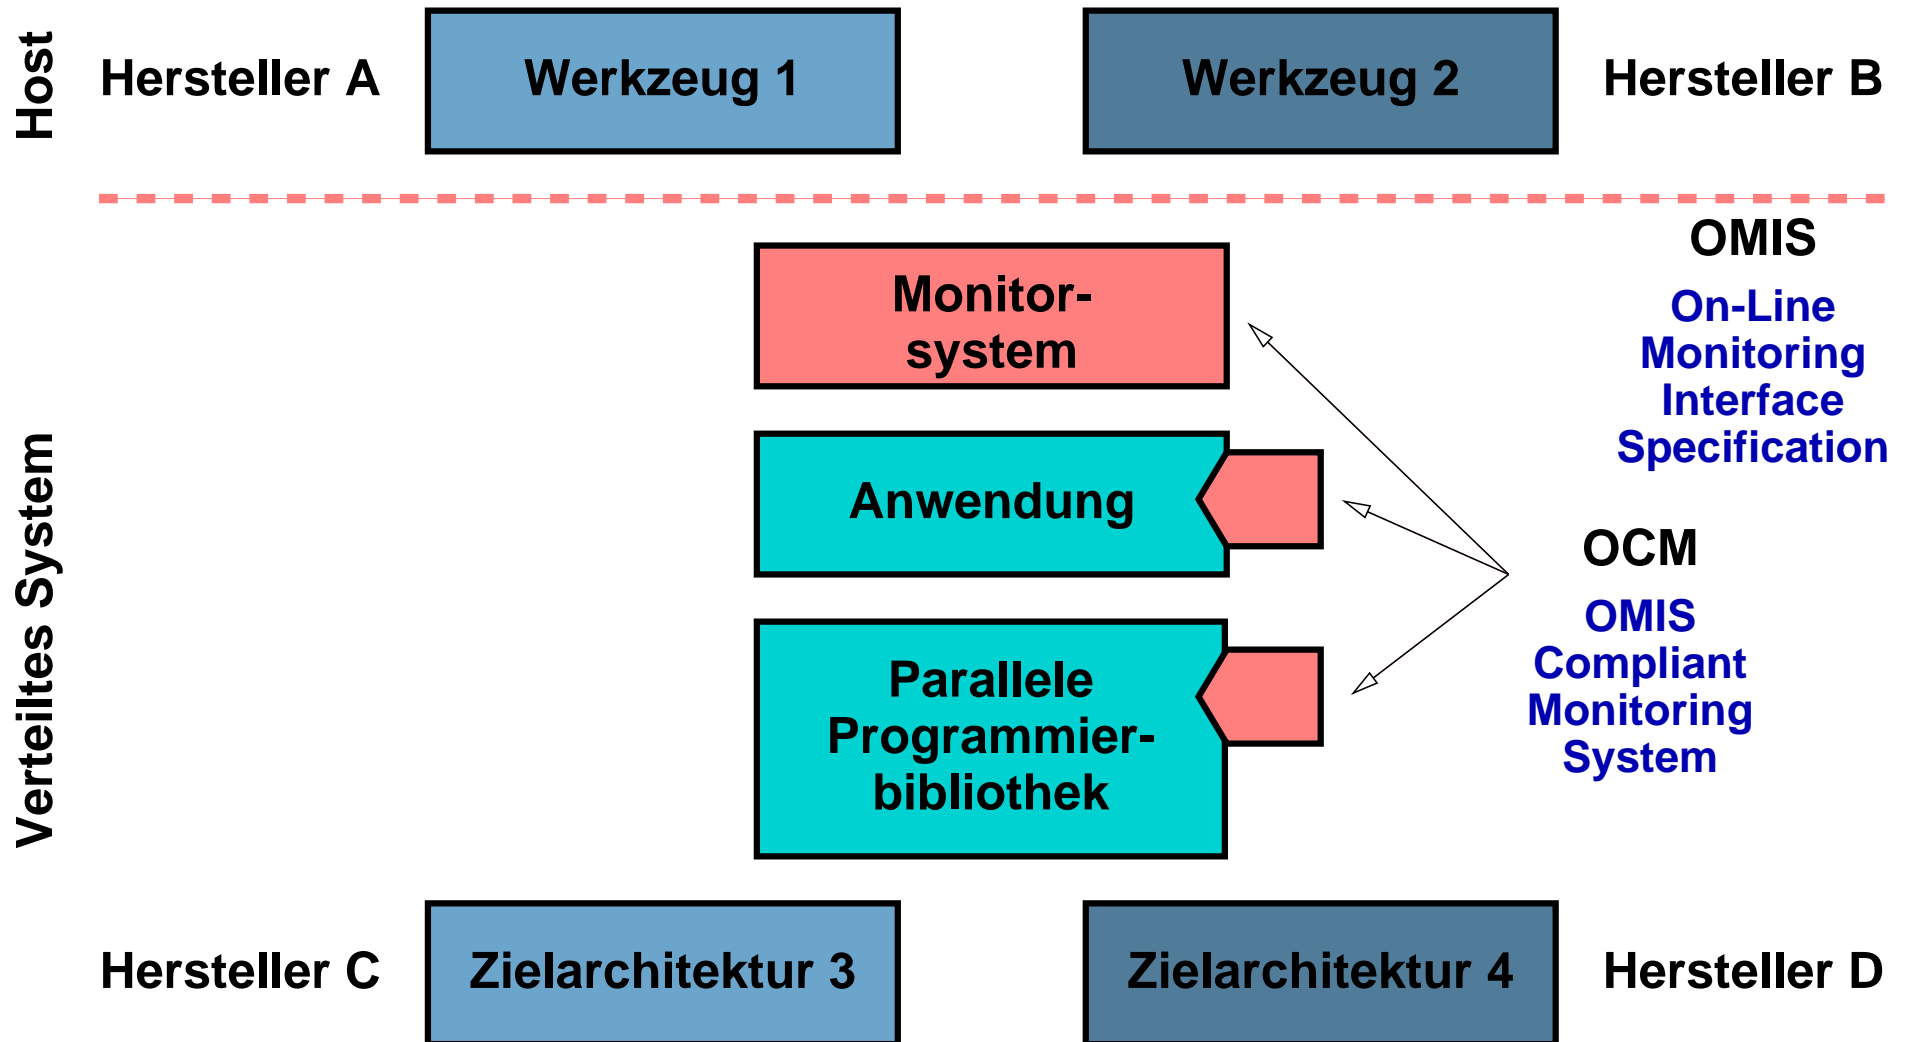 Host
Hersteller A
Werkzeug 1
Werkzeug 2
Hersteller B
OMIS
On-Line
Monitoring
Interface
Specification
Monitor-
system
Verteiltes System
Anwendung
OCM
OMIS
Compliant
Monitoring
System
Parallele
Programmier-
bibliothek
Hersteller C
Zielarchitektur 3
Zielarchitektur 4
Hersteller D